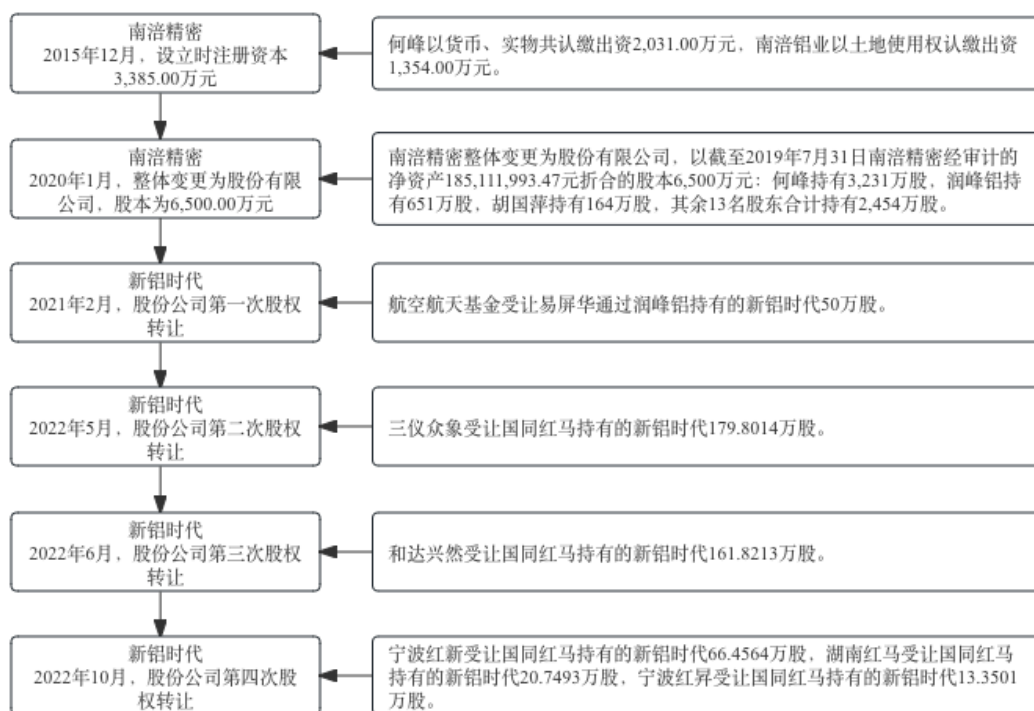 南涪精密
2015年12月，设立时注册资本
3,385.00万元
何峰以货币、实物共认缴出资2,031.00万元，南涪铝业以土地使用权认缴出资
1,354.00万元。
南涪精密
2020年1月，整体变更为股份有限
公司，股本为6,500.00万元
南涪精密整体变更为股份有限公司，以截至2019年7月31日南涪精密经审计的
净资产185,111,993.47元折合的股本6,500万元：何峰持有3,231万股，润峰铝持
有651万股，胡国萍持有164万股，其余13名股东合计持有2,454万股。
新铝时代
2021年2月，股份公司第一次股权
转让
航空航天基金受让易屏华通过润峰铝持有的新铝时代50万股。
新铝时代
2022年5月，股份公司第二次股权
转让
三仪众象受让国同红马持有的新铝时代179.8014万股。
新铝时代
2022年6月，股份公司第三次股权
转让
和达兴然受让国同红马持有的新铝时代161.8213万股。
新铝时代
2022年10月，股份公司第四次股
权转让
宁波红新受让国同红马持有的新铝时代66.4564万股，湖南红马受让国同红马
持有的新铝时代20.7493万股，宁波红昇受让国同红马持有的新铝时代13.3501
万股。